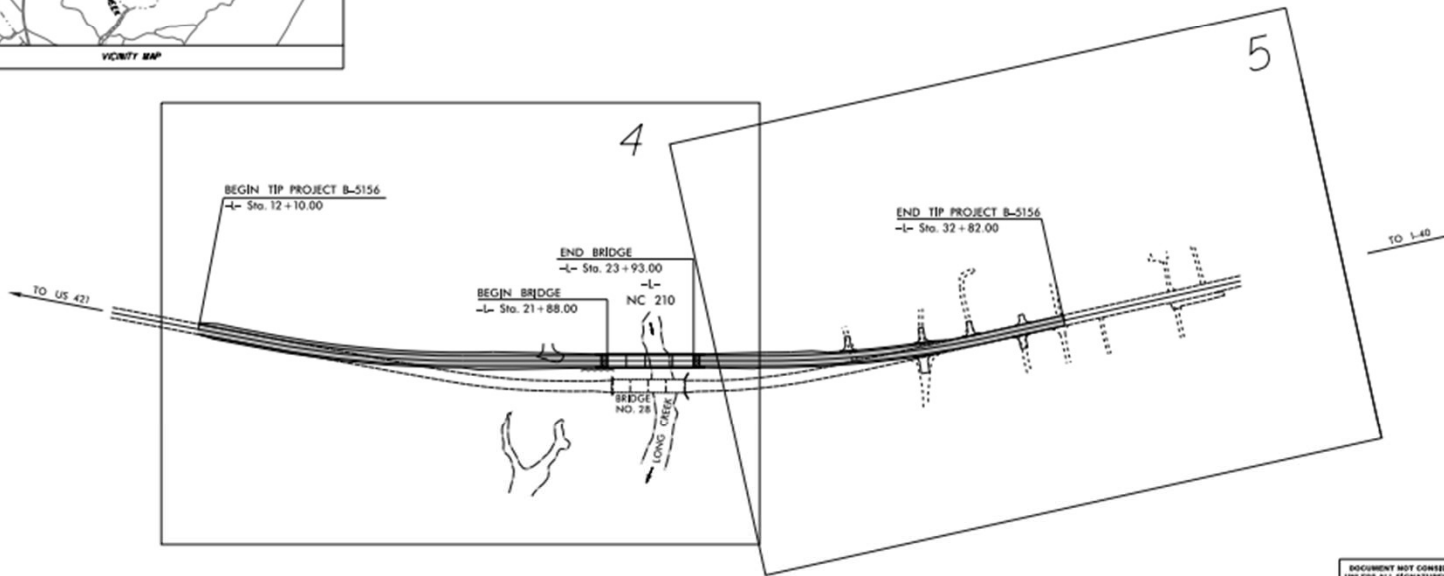 VICINITY MAP
5
4
BEGIN TIP PROJECT B-5156
-L- Sta. 12+10.00
END TIP PROJECT B-5156
-L- Sta. 32+82.00
TO I-40
END BRIDGE
-L- Sta. 23+93.00
-L-
NC 210
BEGIN BRIDGE
-L- Sta. 21+88.00
TO US 421
BRIDGE
NO. 28
LONG CREEK
DOCUMENT NOT